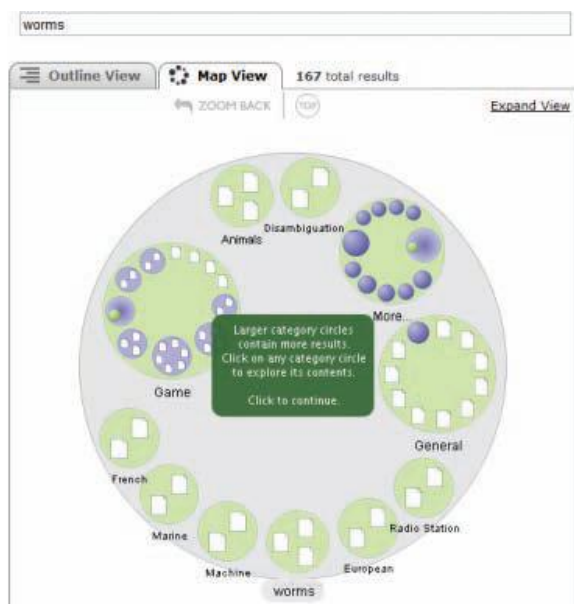 worms
Outline View
Map View
167 total results
ZOOM BACK
TOP
Expand View
Disambiguation
Animals
More...
Larger category circles
contain more results.
Click on any category circle
to explore its contents.
Click to continue.
Game
General
French
Radio Station
Marine
European
Machine
worms